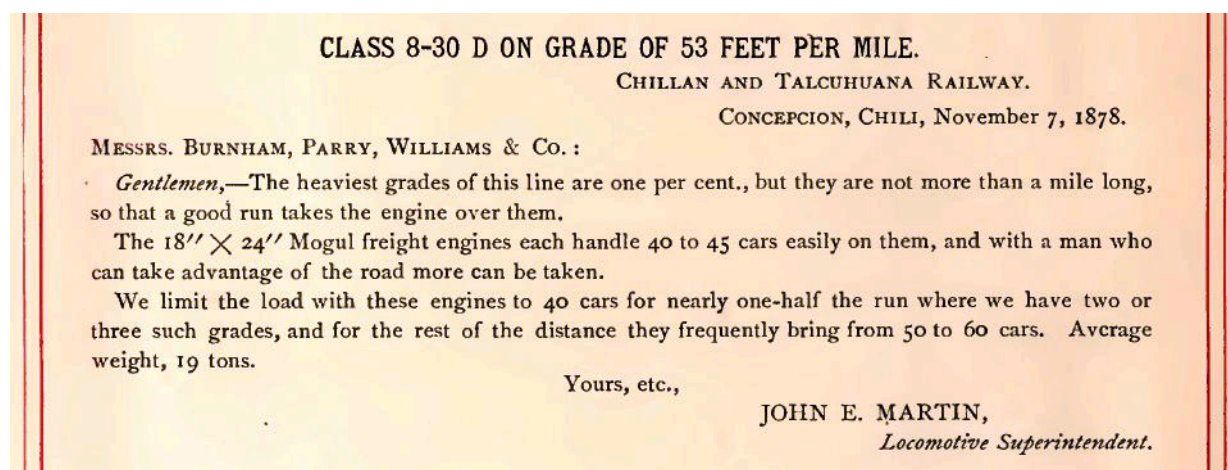 CLASS 8-30 D ON GRADE OF 53 FEET PER MILE.
CHILLAN AND TALCUHUANA RAILWAY.
CONCEPCION, CHILI, November 7, 1878.
MESSRS. BURNHAM, PARRY, WILLIAMS & Co. :
Gentlemen,—The heaviest grades of this line are one per cent., but they are not more than a mile long,
so that a good run takes the engine over them.
The 18″ × 24″ Mogul freight engines each handle 40 to 45 cars easily on them, and with a man who
can take advantage of the road more can be taken.
We limit the load with these engines to 40 cars for nearly one-half the run where we have two or
three such grades, and for the rest of the distance they frequently bring from 50 to 60 cars. Average
weight, 19 tons.
Yours, etc.,
JOHN E. MARTIN,
Locomotive Superintendent.